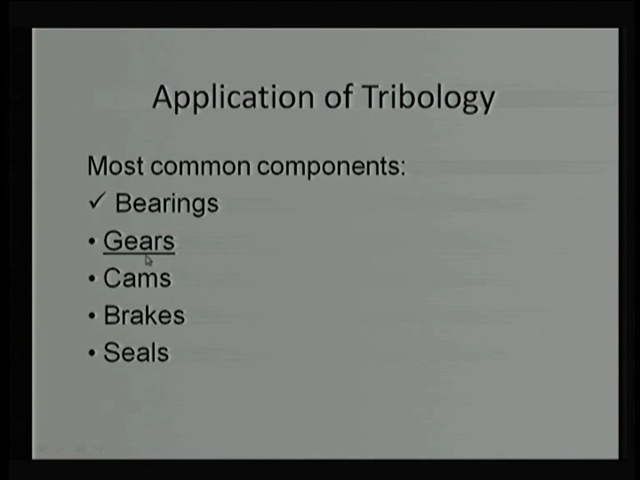 Application of Tribology
Most common components:
✓ Bearings
• Gears
• Cams
• Brakes
• Seals